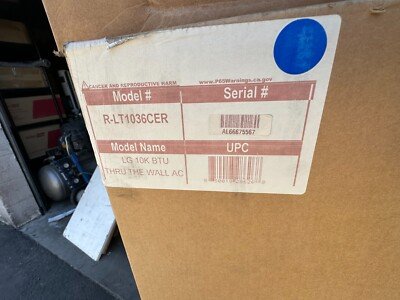 CANCER AND REPRODUCTIVE HARM www.P65Warnings.ca.gov
Model # Serial #
R-LT1036CER
AL66675567
Model Name UPC
LG 10K BTU
THRU THE WALL AC